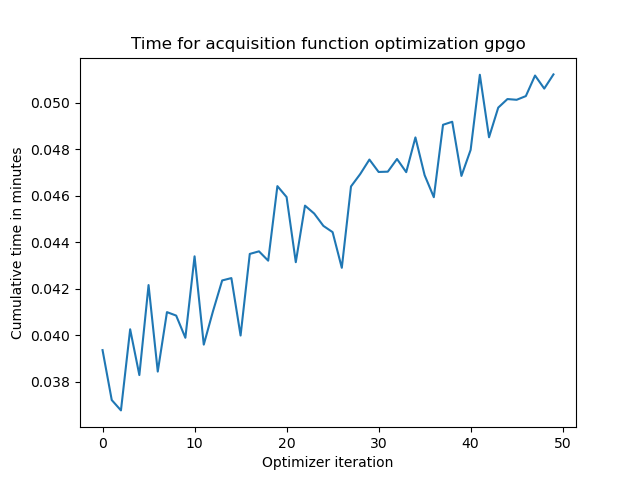 Time for acquisition function optimization gpgo
Cumulative time in minutes
0.050
0.048
0.046
0.044
0.042
0.040
0.038
0 10 20 30 40 50
Optimizer iteration